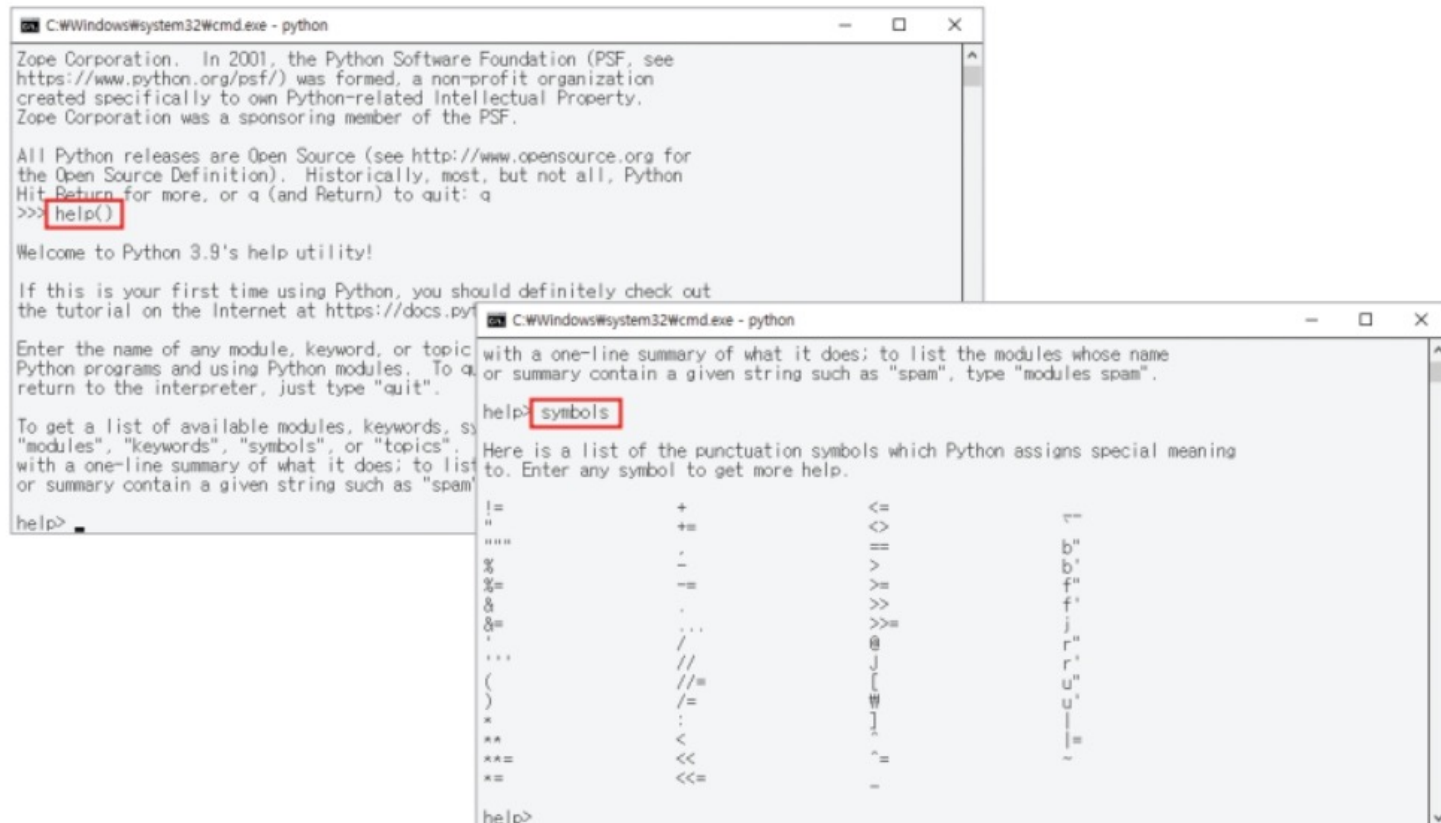 C:₩Windows₩system32₩cmd.exe - python
Zope Corporation.  In 2001, the Python Software Foundation (PSF, see
https://www.python.org/psf/) was formed, a non-profit organization
created specifically to own Python-related Intellectual Property.
Zope Corporation was a sponsoring member of the PSF.
All Python releases are Open Source (see http://www.opensource.org for
the Open Source Definition).  Historically, most, but not all, Python
Hit Return for more, or q (and Return) to quit: q
>>> help()
Welcome to Python 3.9's help utility!
If this is your first time using Python, you should definitely check out
the tutorial on the Internet at https://docs.pyt
Enter the name of any module, keyword, or topic
Python programs and using Python modules.  To q
return to the interpreter, just type "quit".
To get a list of available modules, keywords, sy
"modules", "keywords", "symbols", or "topics".
with a one-line summary of what it does; to list
or summary contain a given string such as "spam"
help>
C:₩Windows₩system32₩cmd.exe - python
with a one-line summary of what it does; to list the modules whose name
or summary contain a given string such as "spam", type "modules spam".
help> symbols
Here is a list of the punctuation symbols which Python assigns special meaning
to. Enter any symbol to get more help.
!= + <= __
" += <> `
""" , == b"
% - > b'
%= -= >= f"
& . >> f'
&= ... >>= j
' / @ r"
''' // J r'
( //= [ u"
) /= ₩ u'
* : ] |
** < ^ |=
**= << ^= ~
*= <<= _
help>